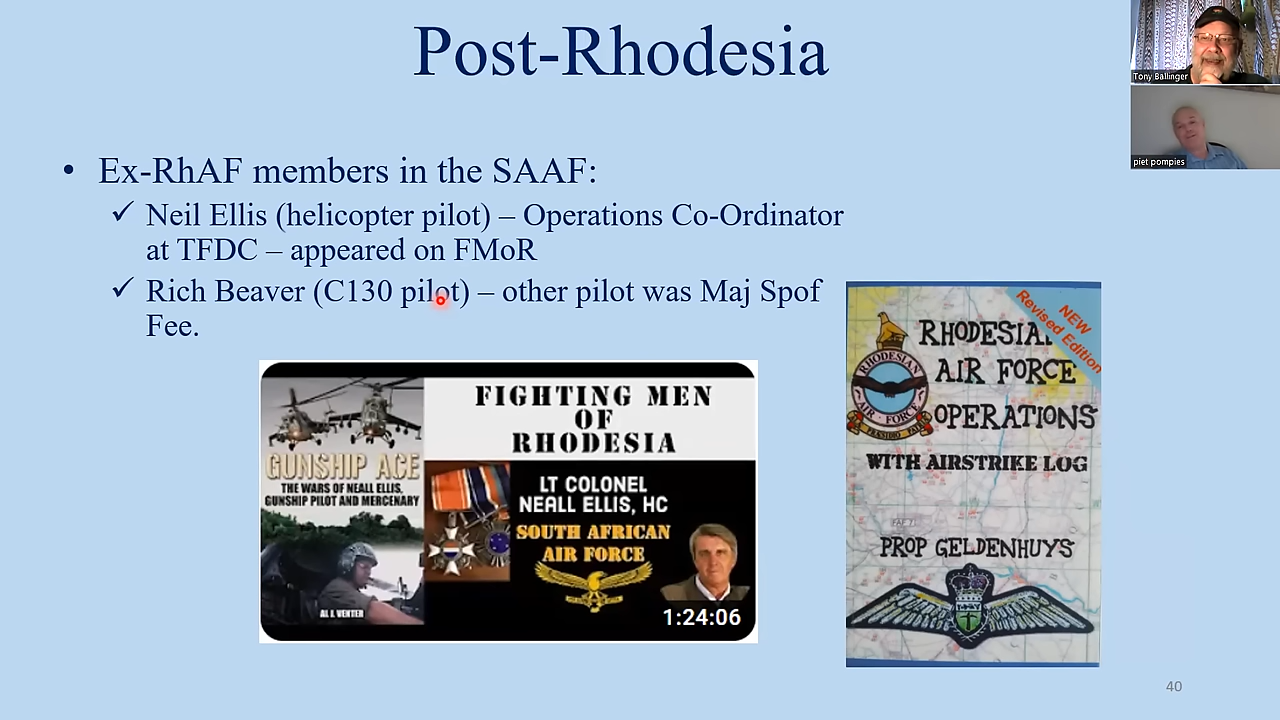 Post-Rhodesia
Tony Ballinger
piet pompies
• Ex-RhAF members in the SAAF:
✓ Neil Ellis (helicopter pilot) – Operations Co-Ordinator
at TFDC – appeared on FMoR
✓ Rich Beaver (C130 pilot) – other pilot was Maj Spof
Fee.
GUNSHIP ACE
THE WARS OF NEALL ELLIS,
GUNSHIP PILOT AND MERCENARY
AL J. VENTER
FIGHTING MEN
OF
RHODESIA
LT COLONEL
NEALL ELLIS, HC
SOUTH AFRICAN
AIR FORCE
1:24:06
NEW
Revised Edition
RHODESIAN
AIR FORCE
RHODESIA
AIR FORCE
OPERATIONS
WITH AIRSTRIKE LOG
PROP GELDENHUYS
40